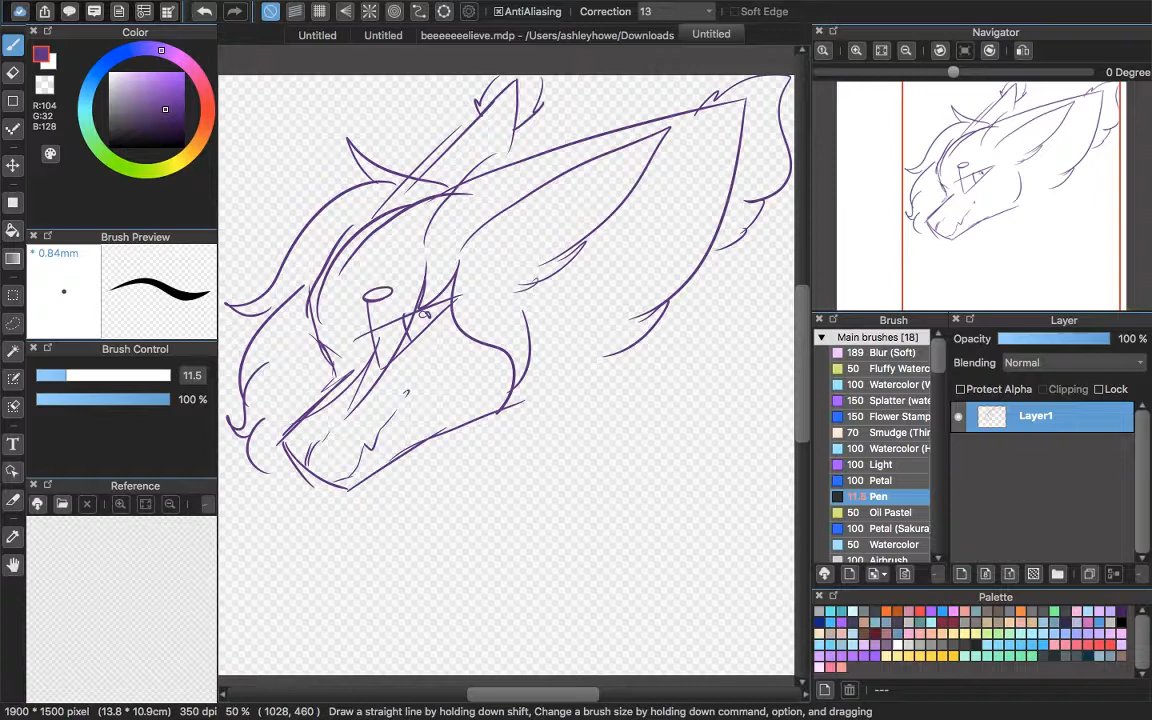 AntiAliasing Correction 13 Soft Edge
Color
Untitled Untitled beeeeeeelieve.mdp - /Users/ashleyhowe/Downloads Untitled
Navigator
0 Degree
R:104
G:32
B:128
Brush Preview
* 0.84mm
Brush Control
11.5
100 %
Reference
Brush
Main brushes [18]
189 Blur (Soft)
50 Fluffy Waterc
100 Watercolor (W
150 Splatter (wate
150 Flower Stamp
70 Smudge (Thir
100 Watercolor (H
100 Light
100 Petal
11.5 Pen
50 Oil Pastel
100 Petal (Sakura
50 Watercolor
100 Airbrush
Layer
Opacity 100 %
Blending Normal
Protect Alpha Clipping Lock
Layer1
Palette
---
1900 * 1500 pixel (13.8 * 10.9cm) 350 dpi 50 % ( 1028, 460 ) Draw a straight line by holding down shift, Change a brush size by holding down command, option, and dragging